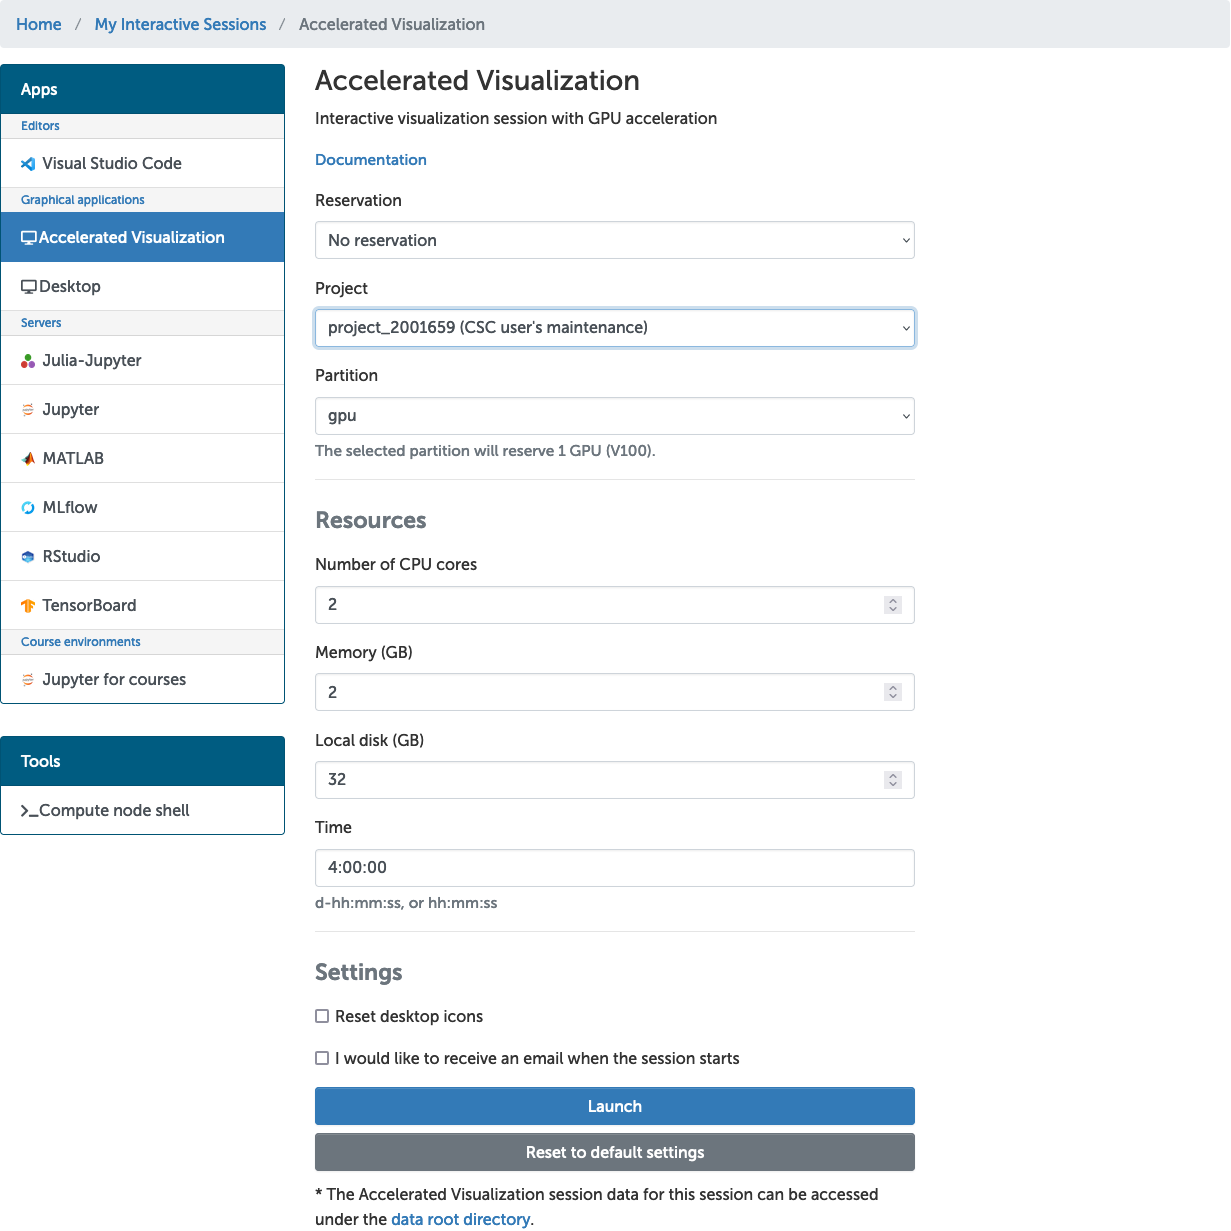 Home / My Interactive Sessions / Accelerated Visualization
Apps
Editors
Visual Studio Code
Graphical applications
Accelerated Visualization
Desktop
Servers
Julia-Jupyter
Jupyter
MATLAB
MLflow
RStudio
TensorBoard
Course environments
Jupyter for courses
Tools
>_Compute node shell
Accelerated Visualization
Interactive visualization session with GPU acceleration
Documentation
Reservation
No reservation
Project
project_2001659 (CSC user's maintenance)
Partition
gpu
The selected partition will reserve 1 GPU (V100).
Resources
Number of CPU cores
2
Memory (GB)
2
Local disk (GB)
32
Time
4:00:00
d-hh:mm:ss, or hh:mm:ss
Settings
Reset desktop icons
I would like to receive an email when the session starts
Launch
Reset to default settings
* The Accelerated Visualization session data for this session can be accessed
under the data root directory.